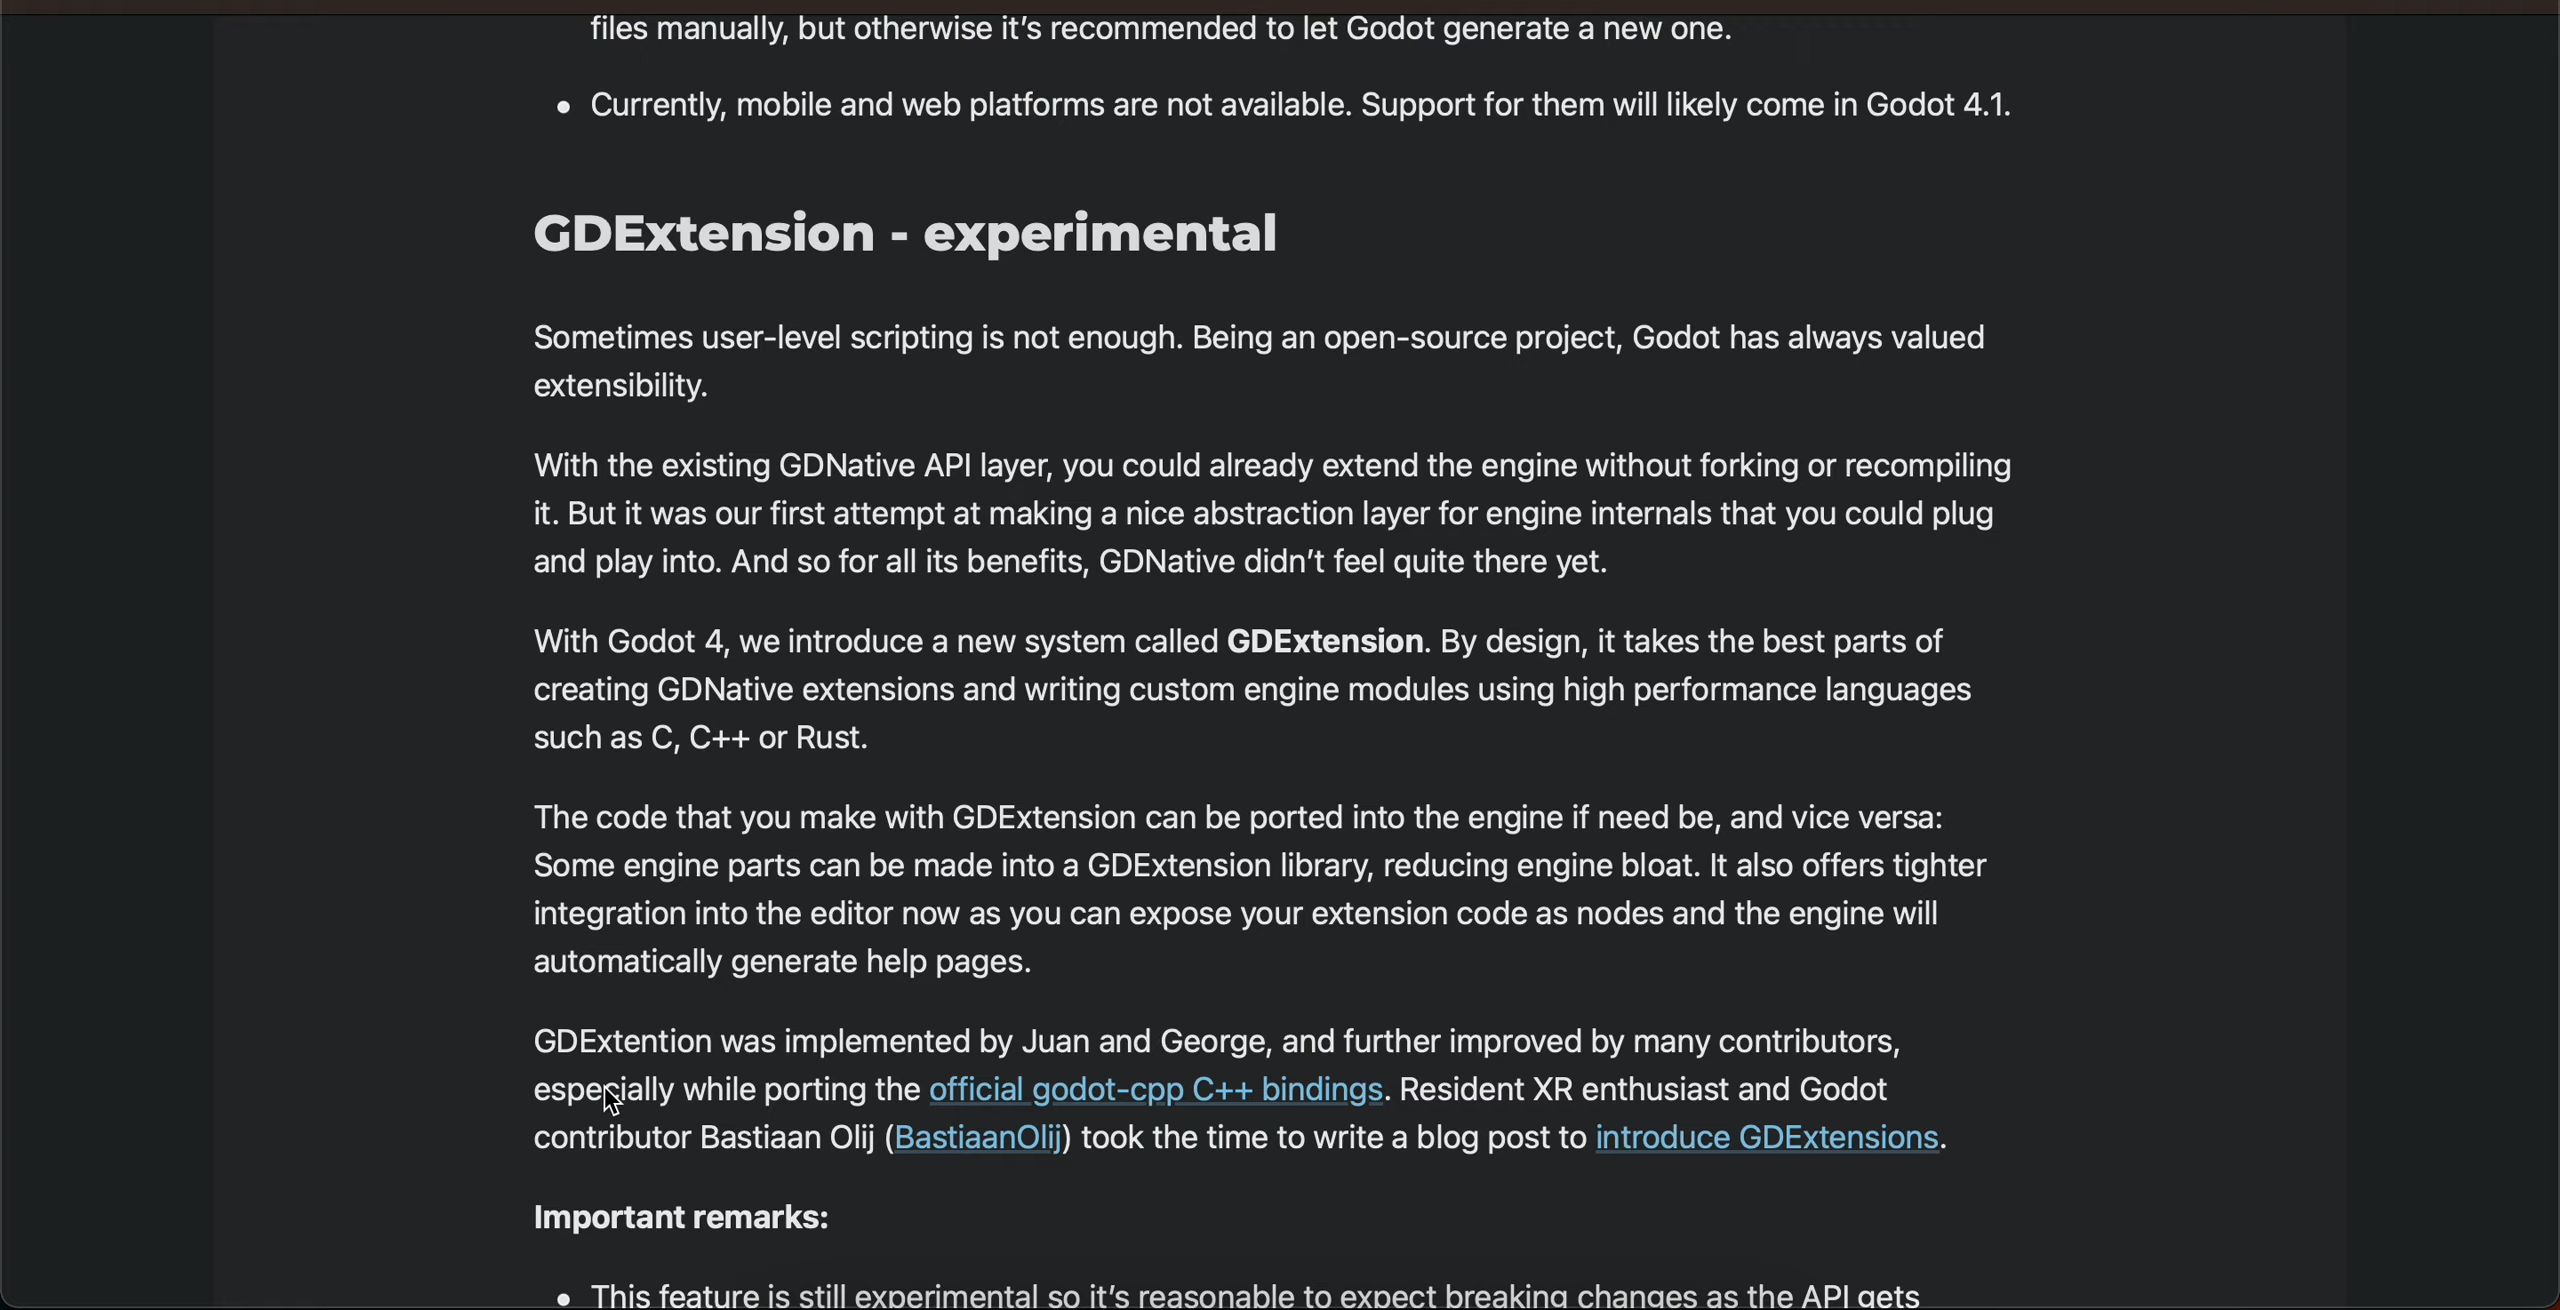 files manually, but otherwise it’s recommended to let Godot generate a new one.
• Currently, mobile and web platforms are not available. Support for them will likely come in Godot 4.1.
GDExtension - experimental
Sometimes user-level scripting is not enough. Being an open-source project, Godot has always valued
extensibility.
With the existing GDNative API layer, you could already extend the engine without forking or recompiling
it. But it was our first attempt at making a nice abstraction layer for engine internals that you could plug
and play into. And so for all its benefits, GDNative didn’t feel quite there yet.
With Godot 4, we introduce a new system called GDExtension. By design, it takes the best parts of
creating GDNative extensions and writing custom engine modules using high performance languages
such as C, C++ or Rust.
The code that you make with GDExtension can be ported into the engine if need be, and vice versa:
Some engine parts can be made into a GDExtension library, reducing engine bloat. It also offers tighter
integration into the editor now as you can expose your extension code as nodes and the engine will
automatically generate help pages.
GDExtention was implemented by Juan and George, and further improved by many contributors,
especially while porting the official godot-cpp C++ bindings. Resident XR enthusiast and Godot
contributor Bastiaan Olij (BastiaanOlij) took the time to write a blog post to introduce GDExtensions.
Important remarks:
• This feature is still experimental so it’s reasonable to expect breaking changes as the API gets